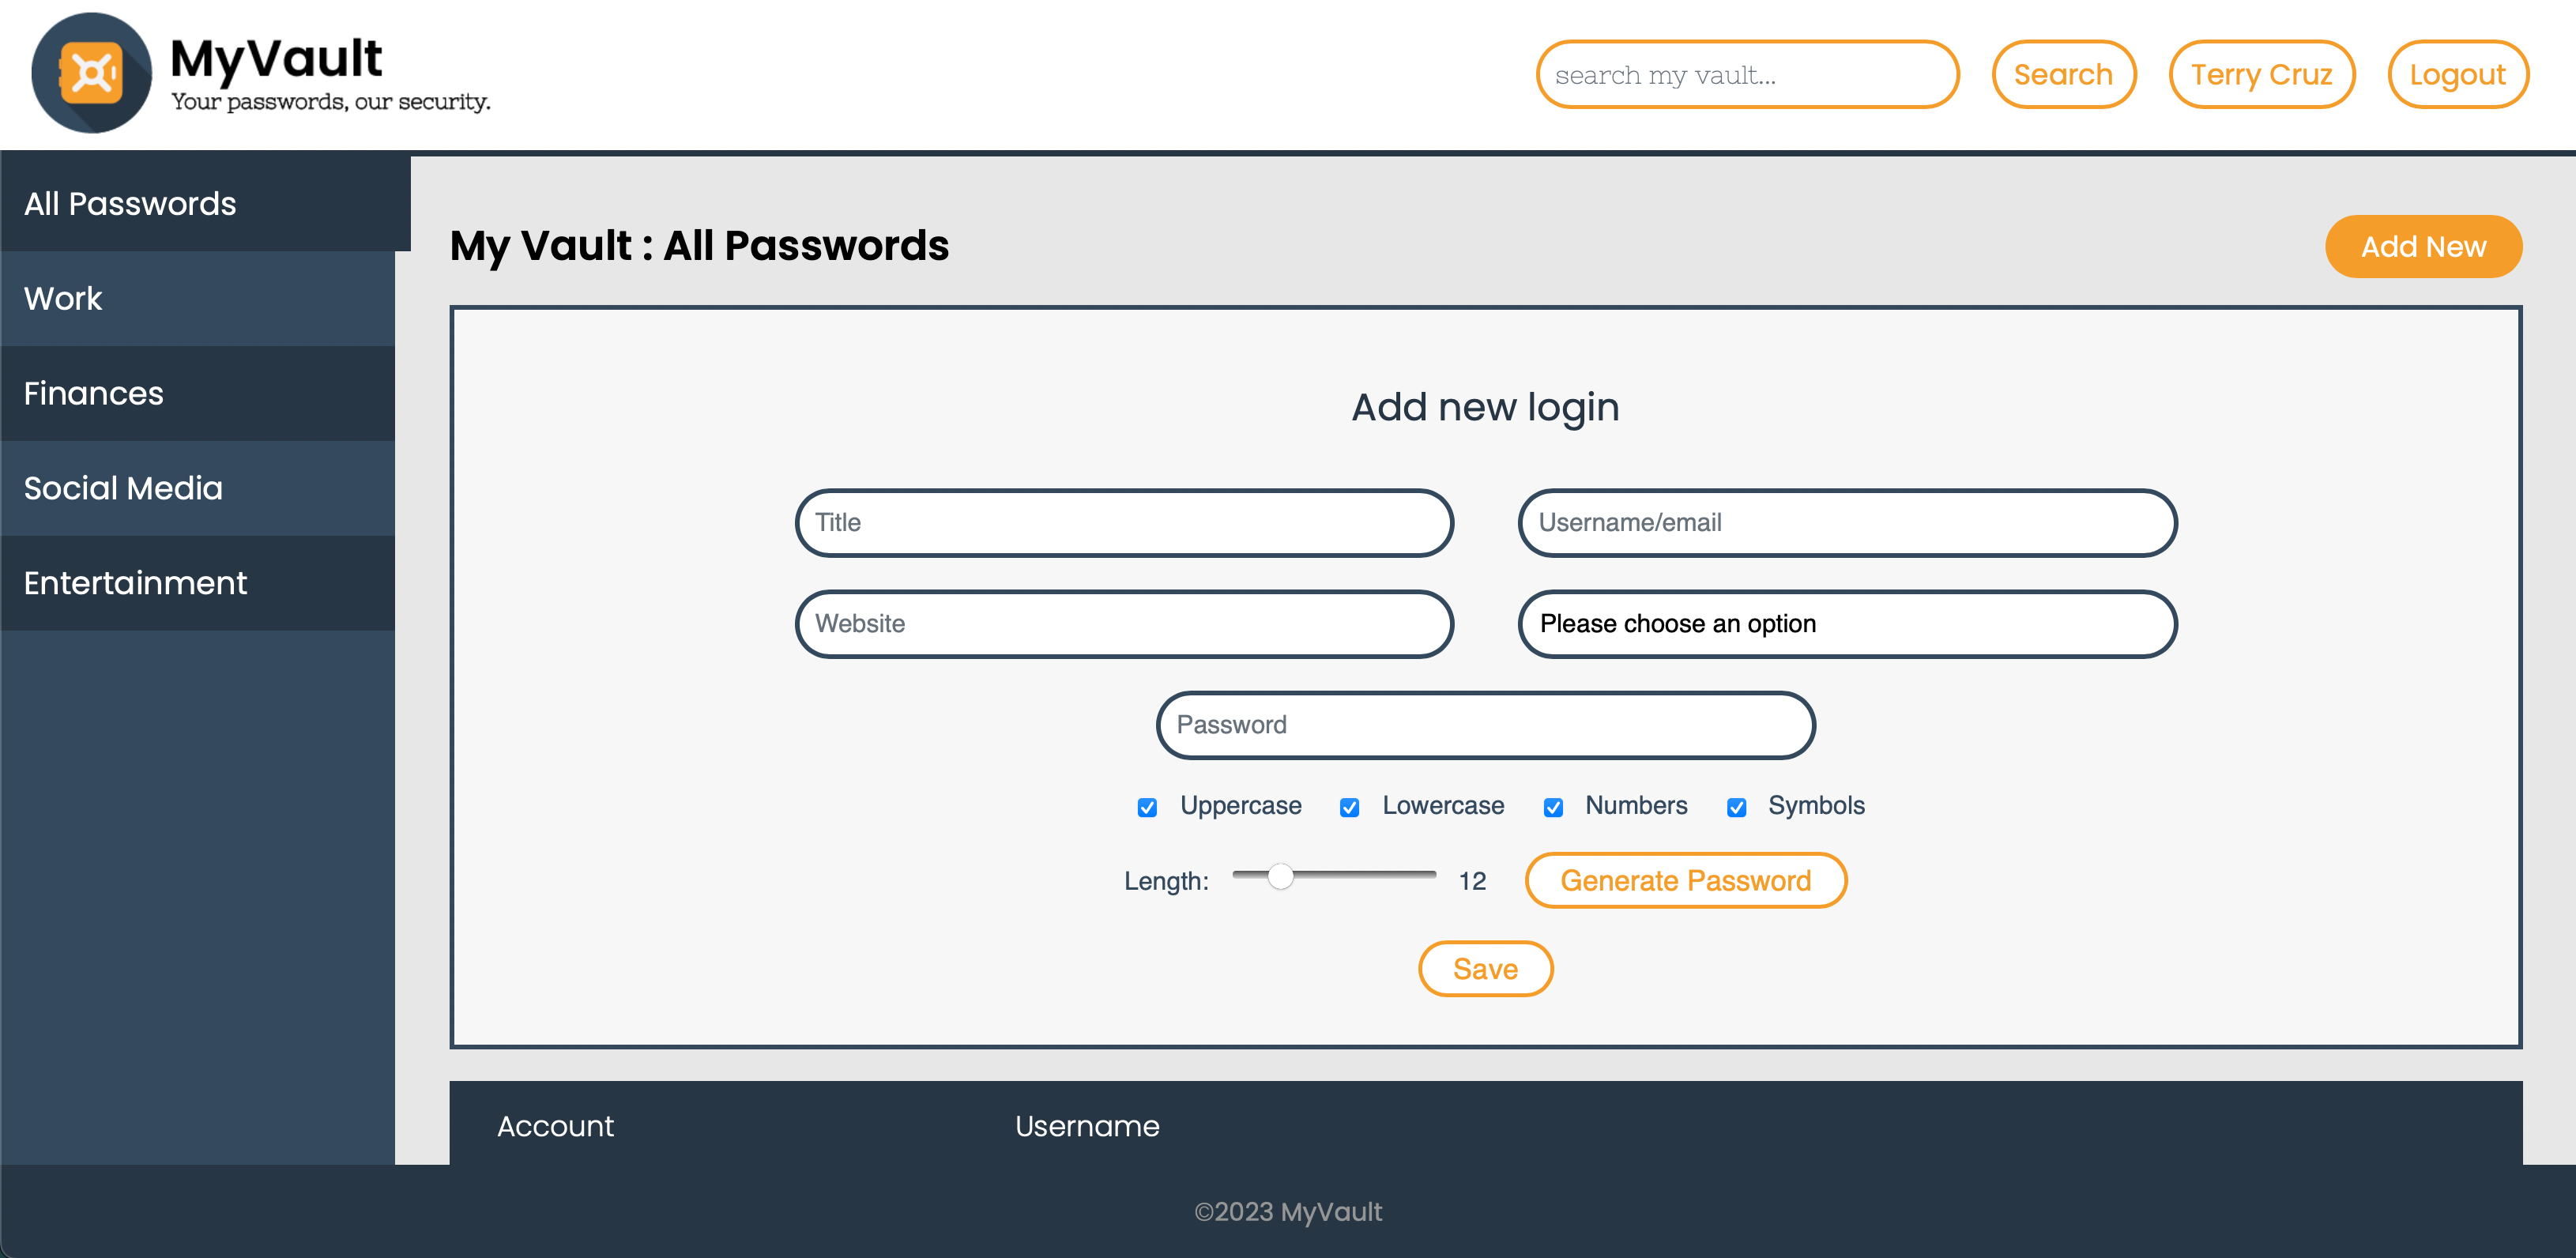 MyVault
Your passwords, our security.
search my vault...
Search
Terry Cruz
Logout
All Passwords
Work
Finances
Social Media
Entertainment
My Vault : All Passwords
Add New
Add new login
Title
Username/email
Website
Please choose an option
Password
Uppercase Lowercase Numbers Symbols
Length: 12 Generate Password
Save
Account Username
©2023 MyVault